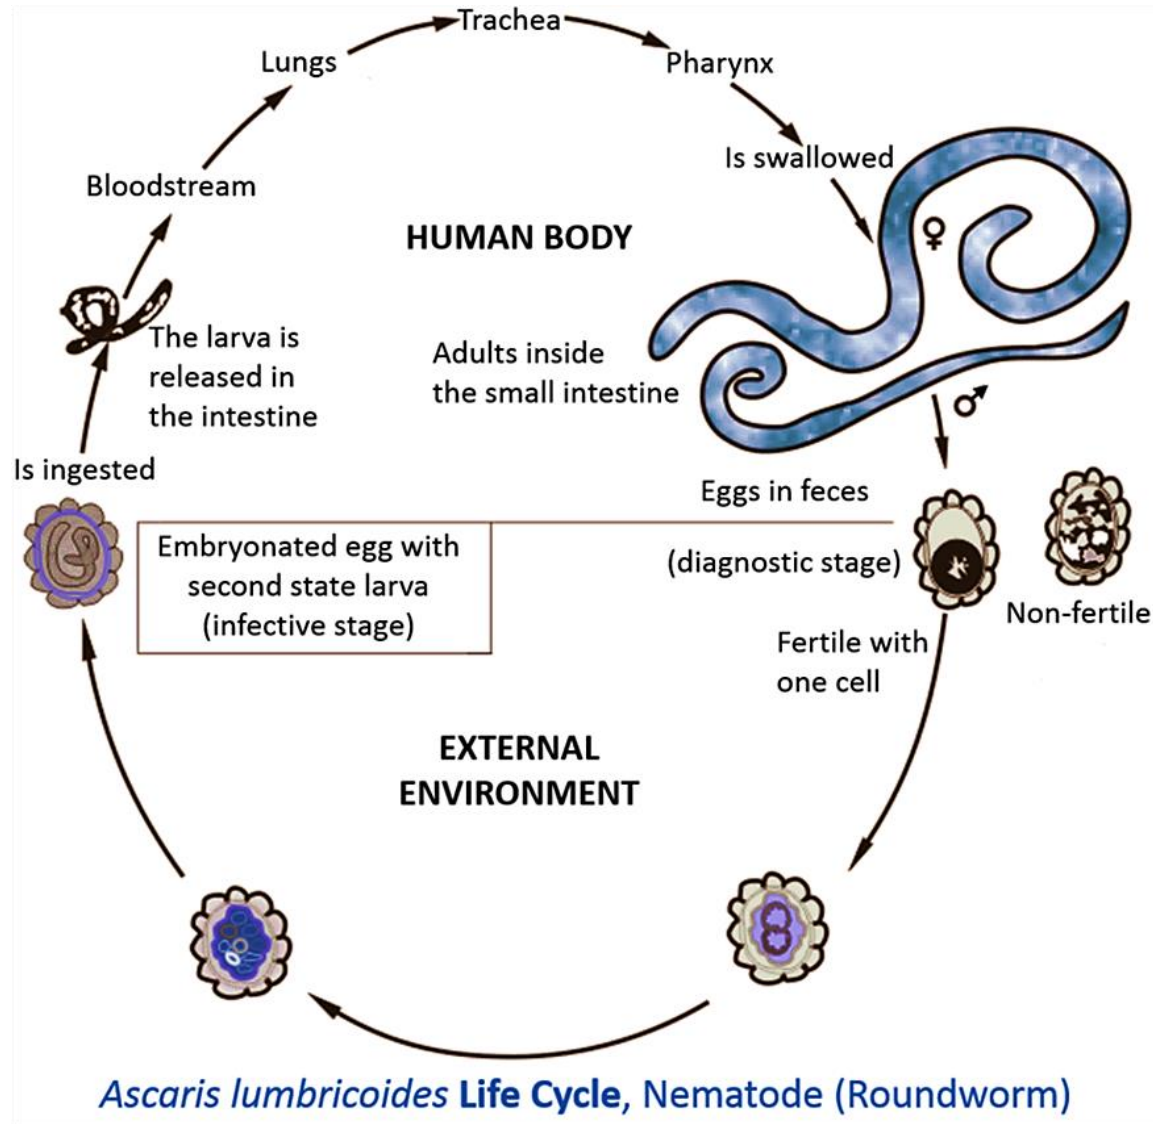 Trachea
Lungs
Pharynx
Is swallowed
Bloodstream
HUMAN BODY
♀
The larva is
released in
the intestine
Adults inside
the small intestine
♂
Is ingested
Eggs in feces
(diagnostic stage)
Embryonated egg with
second state larva
(infective stage)
Non-fertile
Fertile with
one cell
EXTERNAL
ENVIRONMENT
Ascaris lumbricoides Life Cycle, Nematode (Roundworm)